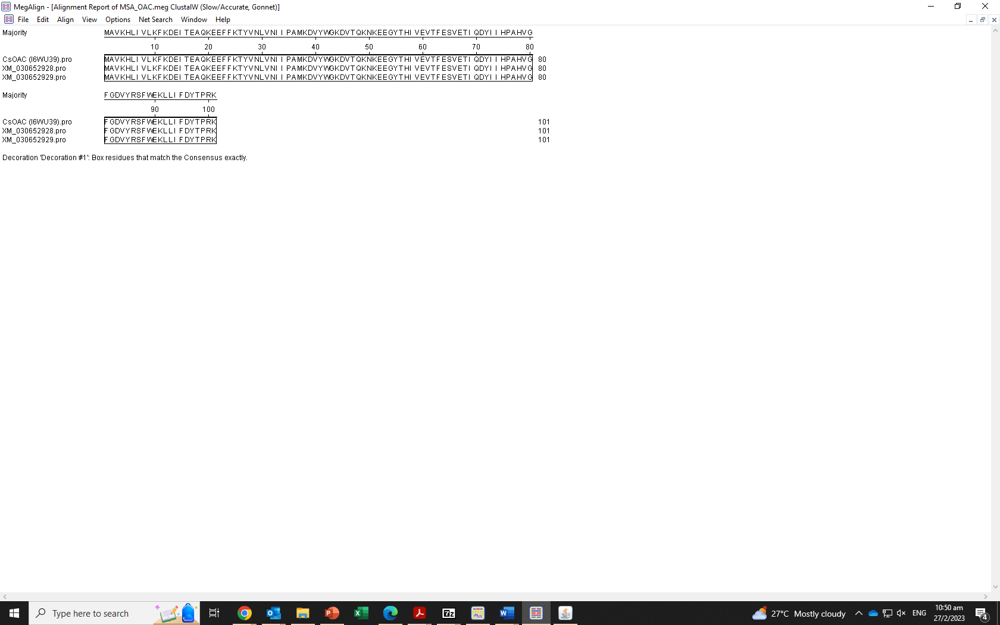 MegAlign - [Alignment Report of MSA_OAC.meg ClustalW (Slow/Accurate, Gonnet)]
File Edit Align View Options Net Search Window Help
Majority MAVKHLIVLKFKDEITEAQKEEFFKTYVNLVNIIPAMKDVYWGKDVTQKNKEEGYTHIVEVTFESVETIQDYIIHPAHVG
10 20 30 40 50 60 70 80
CsOAC (I6WU39).pro MAVKHLIVLKFKDEITEAQKEEFFKTYVNLVNIIPAMKDVYWGKDVTQKNKEEGYTHIVEVTFESVETIQDYIIHPAHVG 80
XM_030652928.pro MAVKHLIVLKFKDEITEAQKEEFFKTYVNLVNIIPAMKDVYWGKDVTQKNKEEGYTHIVEVTFESVETIQDYIIHPAHVG 80
XM_030652929.pro MAVKHLIVLKFKDEITEAQKEEFFKTYVNLVNIIPAMKDVYWGKDVTQKNKEEGYTHIVEVTFESVETIQDYIIHPAHVG 80
Majority FGDVYRSFWEKLLIFDYTPRK
90 100
CsOAC (I6WU39).pro FGDVYRSFWEKLLIFDYTPRK 101
XM_030652928.pro FGDVYRSFWEKLLIFDYTPRK 101
XM_030652929.pro FGDVYRSFWEKLLIFDYTPRK 101
Decoration 'Decoration #1': Box residues that match the Consensus exactly.
Type here to search
7z
27°C Mostly cloudy
ENG
10:50 am
27/2/2023
4